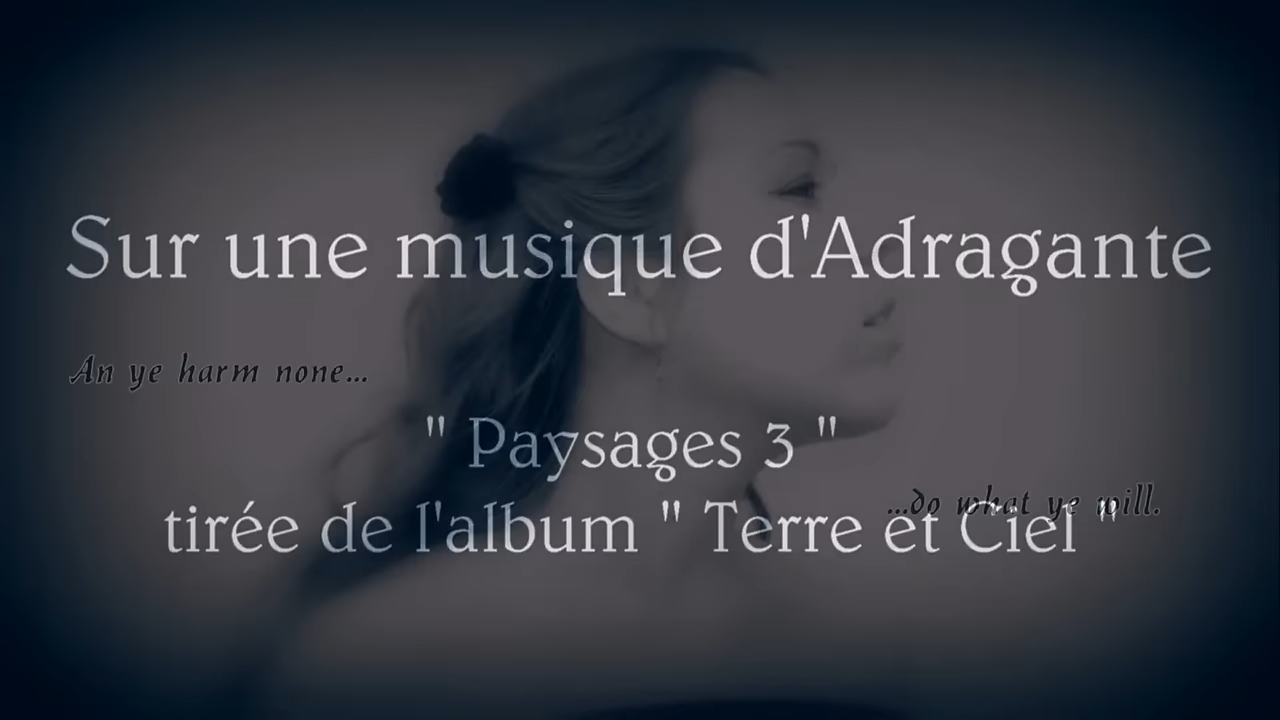 Sur une musique d'Adragante
An ye harm none...
" Paysages 3 "
...do what ye will.
tirée de l'album " Terre et Ciel "